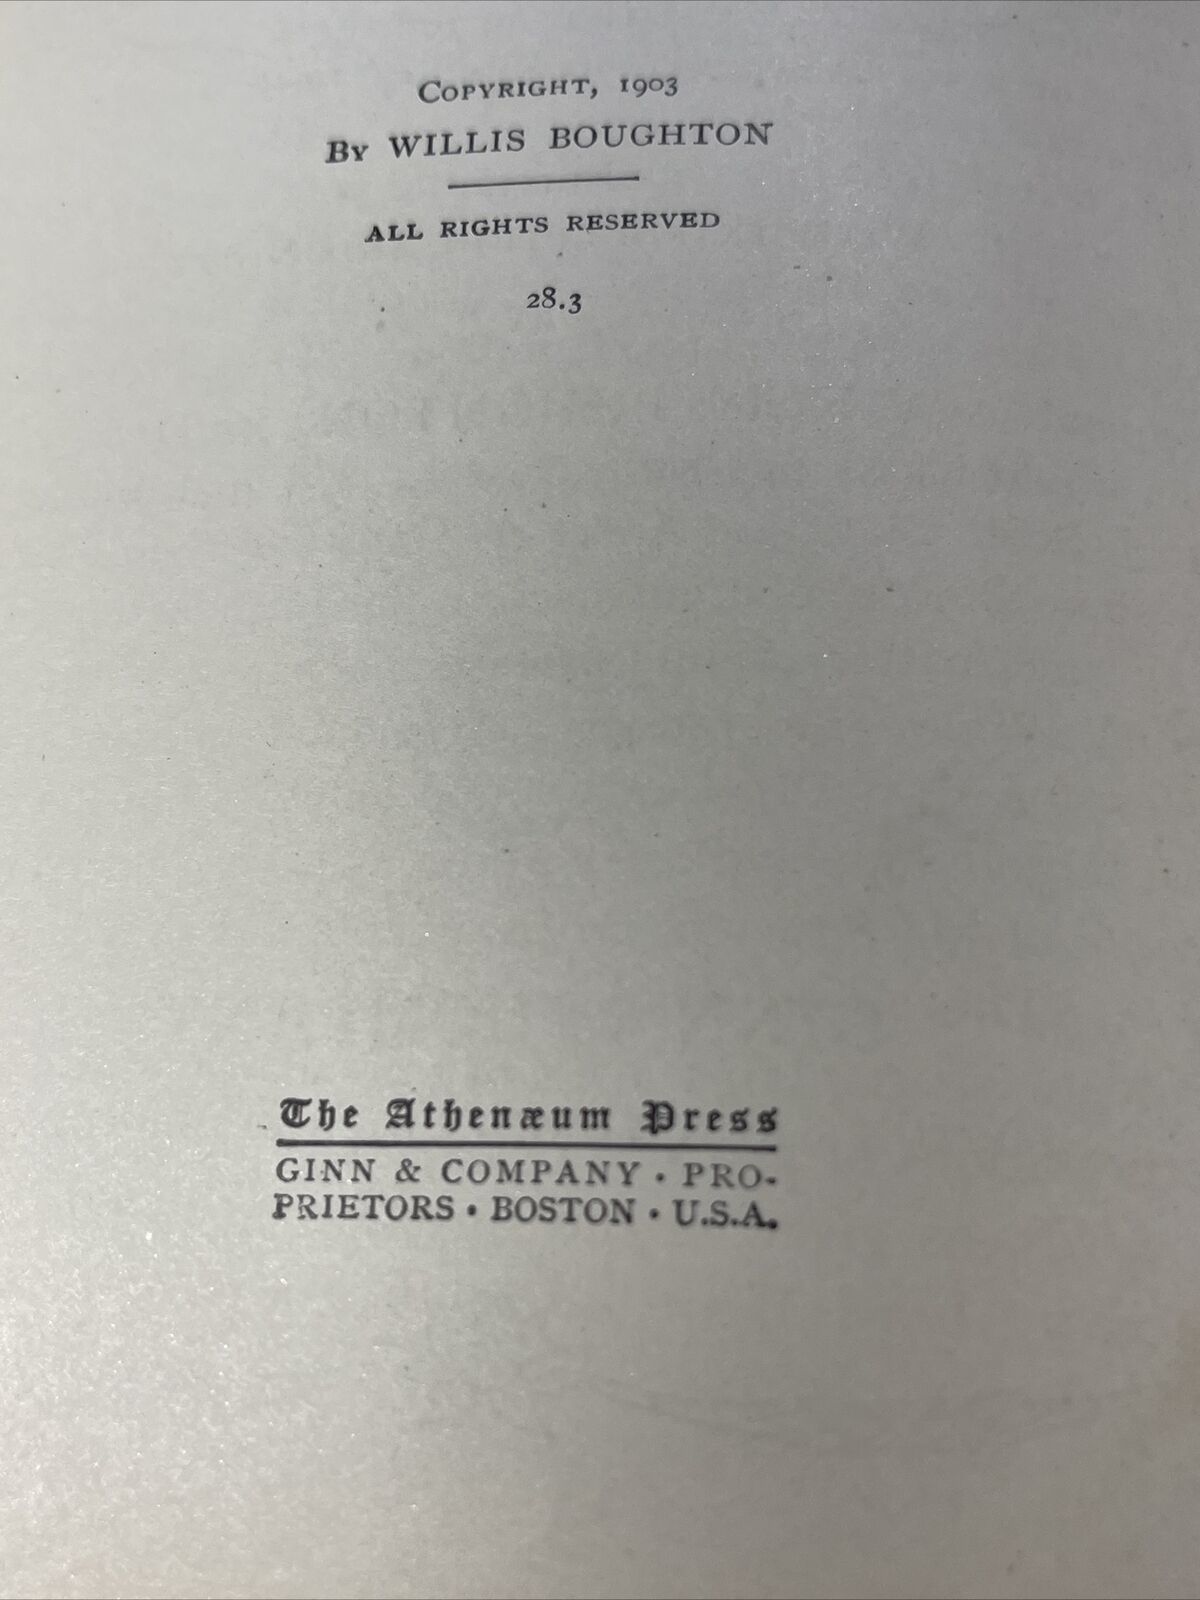 COPYRIGHT, 1903
BY WILLIS BOUGHTON
ALL RIGHTS RESERVED
28.3
The Athenæum Press
GINN & COMPANY · PRO-
PRIETORS · BOSTON · U.S.A.